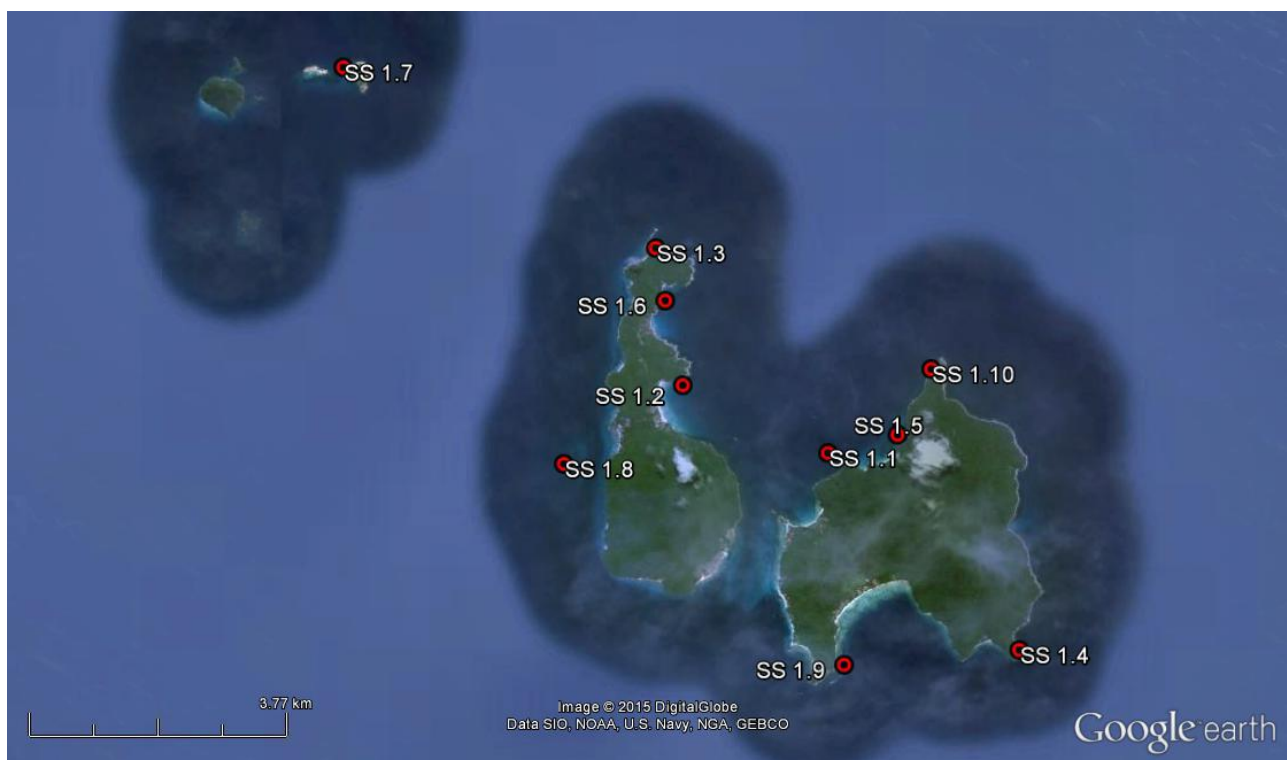 SS 1.7
SS 1.3
SS 1.6
SS 1.10
SS 1.2
SS 1.5
SS 1.1
SS 1.8
SS 1.4
SS 1.9
3.77 km
Image © 2015 DigitalGlobe
Data SIO, NOAA, U.S. Navy, NGA, GEBCO
Google earth